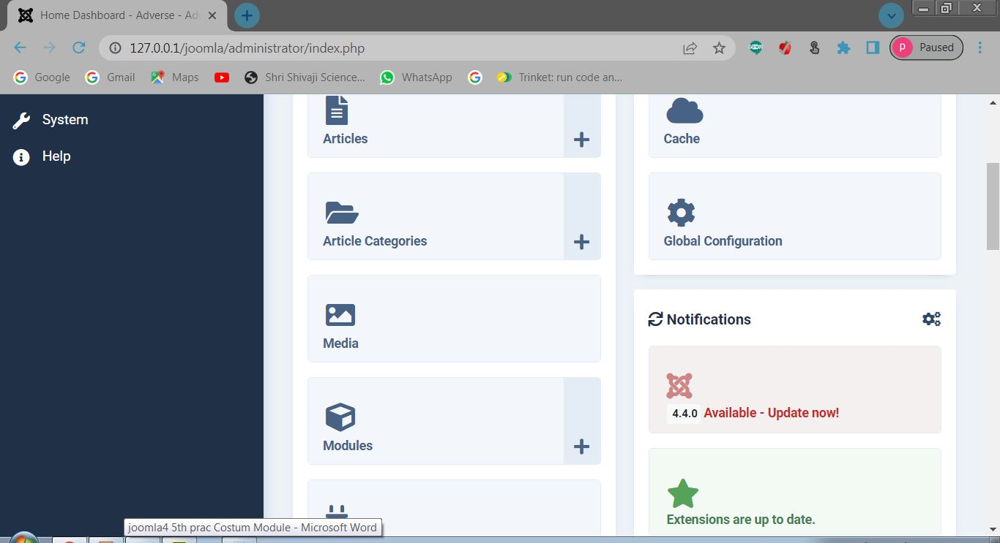 Home Dashboard - Adverse - Ad
127.0.0.1/joomla/administrator/index.php
P Paused
Google Gmail Maps Shri Shivaji Science... WhatsApp Trinket: run code an...
System
Help
Articles
Article Categories
Media
Modules
Cache
Global Configuration
Notifications
4.4.0 Available - Update now!
Extensions are up to date.
joomla4 5th prac Costum Module - Microsoft Word